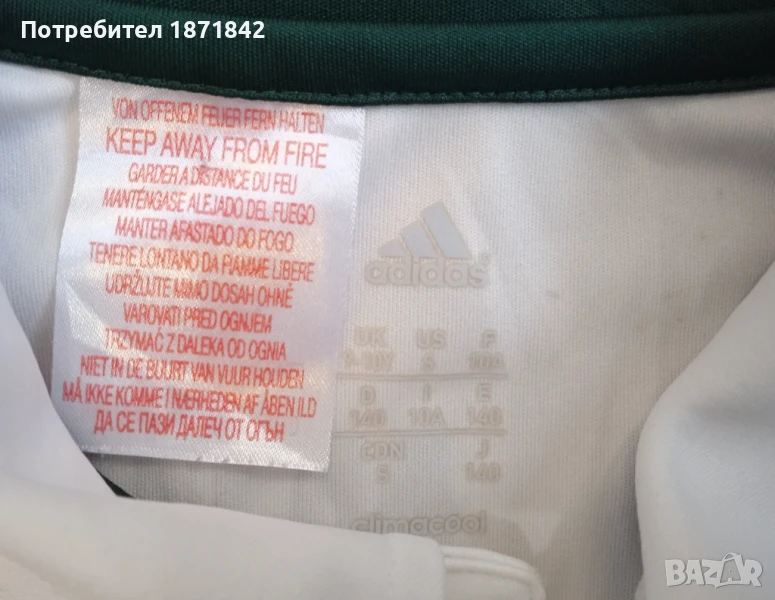 Потребител 1871842
VON OFFENEM FEUER FERN HALTEN
KEEP AWAY FROM FIRE
GARDER A DISTANCE DU FEU
MANTÉNGASE ALEJADO DEL FUEGO
MANTER AFASTADO DO FOGO
TENERE LONTANO DA FIAMME LIBERE
UDRŽUJTE MIMO DOSAH OHNĚ
VAROVATI PRED OGNJEM
TRZYMAĆ Z DALEKA OD OGNIA
NIET IN DE BUURT VAN VUUR HOUDEN
MÅ IKKE KOMME I NÆRHEDEN AF ÅBEN ILD
ДА СЕ ПАЗИ ДАЛЕЧ ОТ ОГЪН
adidas
UK US F
S 10A
D I E
140 10A 140
CDN J
S 140
climacool
BAZAR